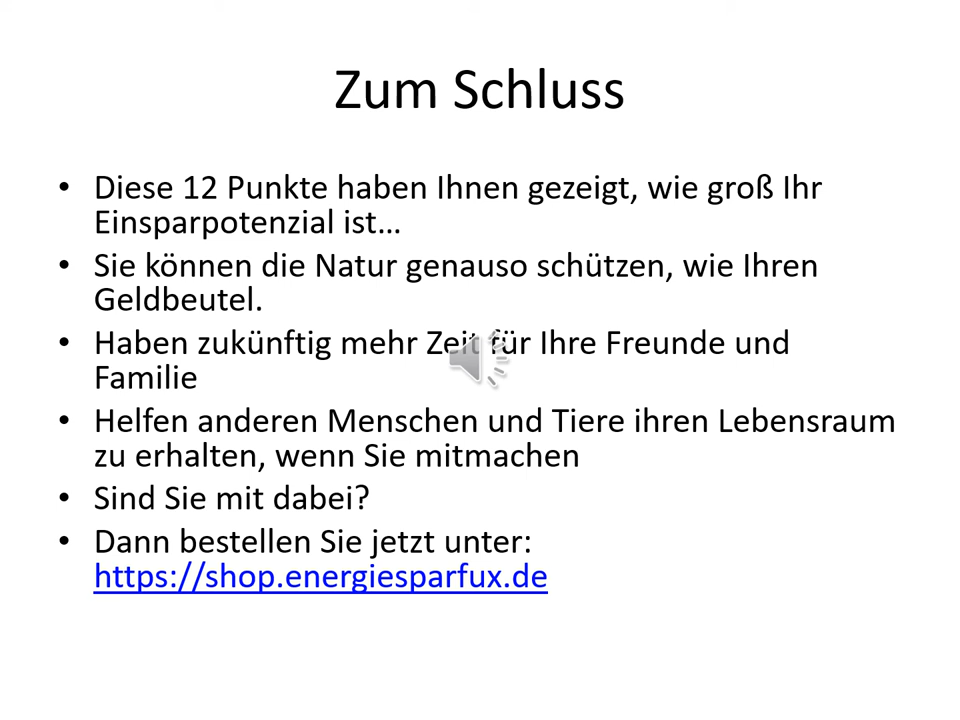 Zum Schluss
• Diese 12 Punkte haben Ihnen gezeigt, wie groß Ihr
Einsparpotenzial ist…
• Sie können die Natur genauso schützen, wie Ihren
Geldbeutel.
• Haben zukünftig mehr Zeit für Ihre Freunde und
Familie
• Helfen anderen Menschen und Tiere ihren Lebensraum
zu erhalten, wenn Sie mitmachen
• Sind Sie mit dabei?
• Dann bestellen Sie jetzt unter:
https://shop.energiesparfux.de